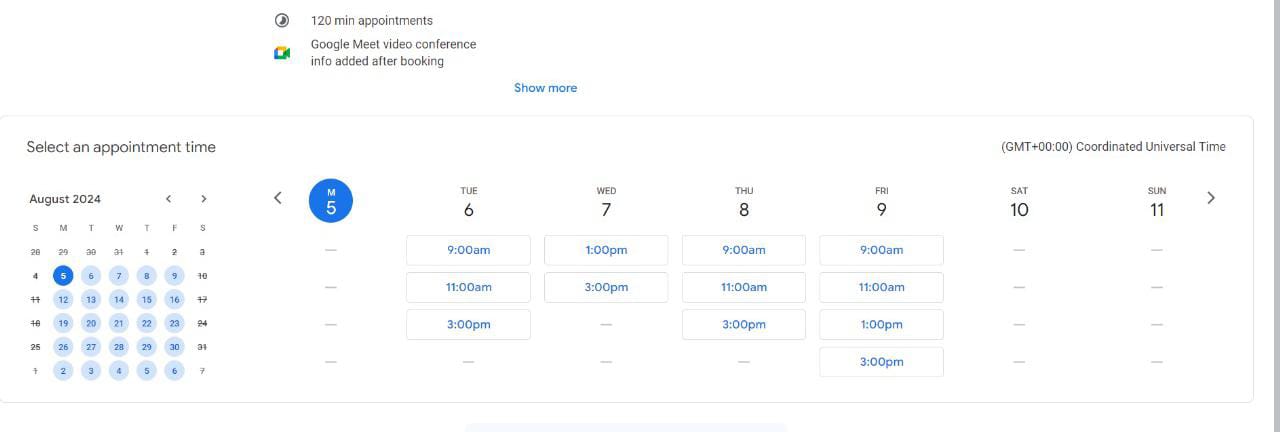 120 min appointments
Google Meet video conference
info added after booking
Show more
Select an appointment time
(GMT+00:00) Coordinated Universal Time
August 2024
S M T W T F S
28 29 30 31 1 2 3
4 5 6 7 8 9 10
11 12 13 14 15 16 17
18 19 20 21 22 23 24
25 26 27 28 29 30 31
1 2 3 4 5 6 7
M TUE WED THU FRI SAT SUN
5 6 7 8 9 10 11
— 9:00am 1:00pm 9:00am 9:00am — —
— 11:00am 3:00pm 11:00am 11:00am — —
— 3:00pm — 3:00pm 1:00pm — —
— — — — 3:00pm — —